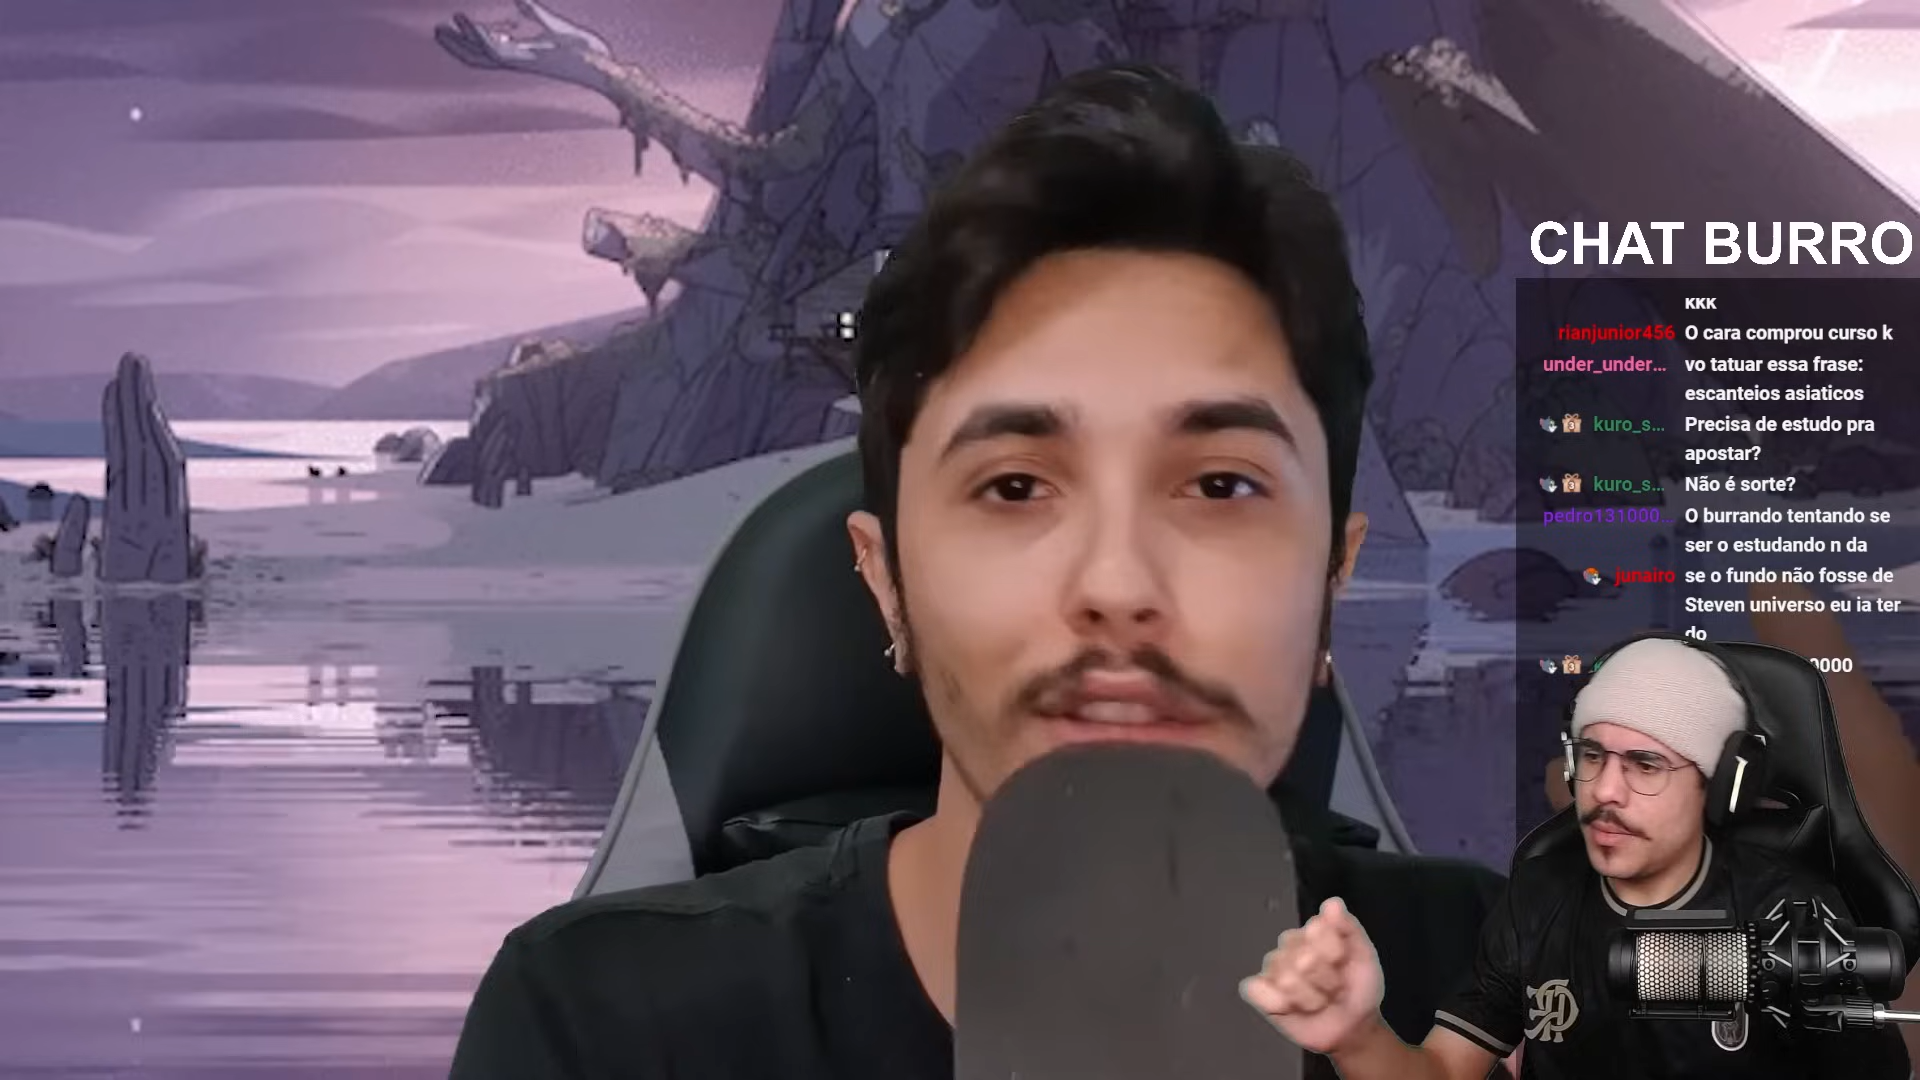 CHAT BURRO
KKK
rianjunior456 O cara comprou curso k
under_under... vo tatuar essa frase:
escanteios asiaticos
kuro_s... Precisa de estudo pra
apostar?
kuro_s... Não é sorte?
pedro131000... O burrando tentando se
ser o estudando n da
junairo se o fundo não fosse de
Steven universo eu ia ter
do
0000